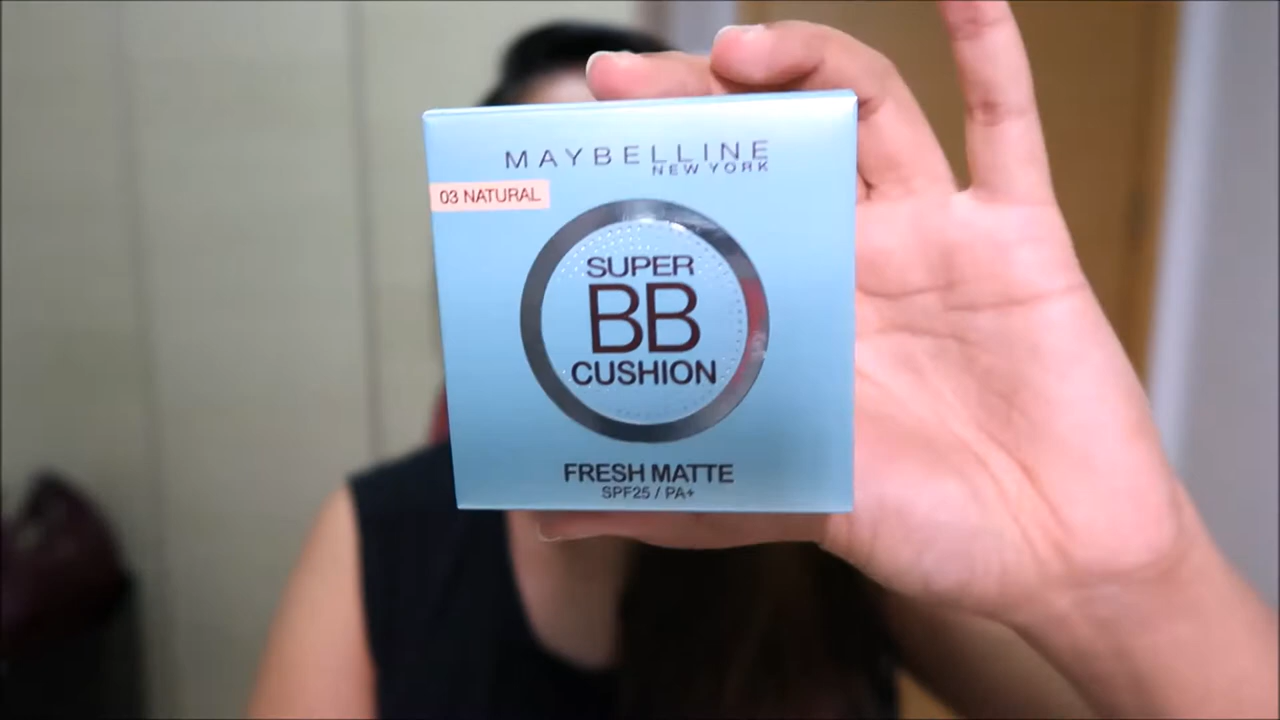 MAYBELLINE
NEW YORK
03 NATURAL
SUPER
BB
CUSHION
FRESH MATTE
SPF25 / PA+